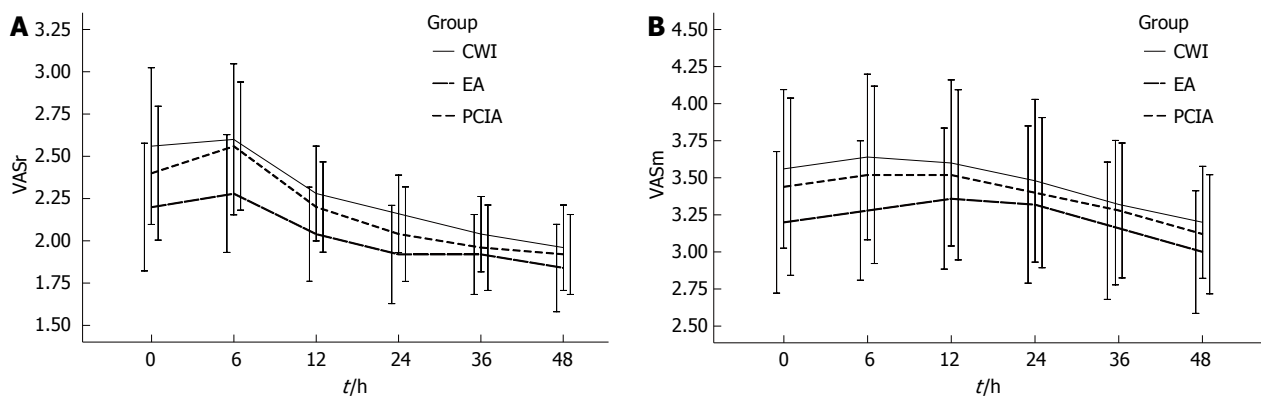 A
3.25
3.00
2.75
2.50
2.25
2.00
1.75
1.50
VASr
0 6 12 24 36 48
t/h
Group
CWI
EA
PCIA
B
4.50
4.25
4.00
3.75
3.50
3.25
3.00
2.75
2.50
VASm
0 6 12 24 36 48
t/h
Group
CWI
EA
PCIA